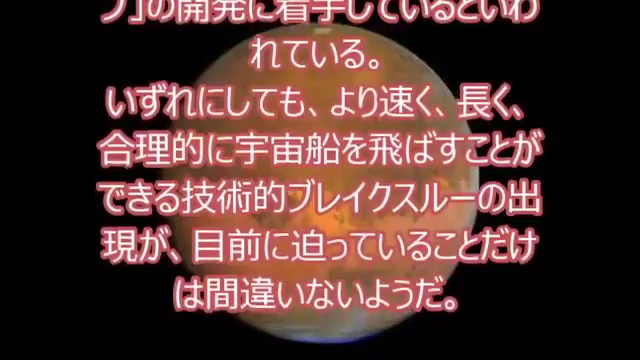 プ」の開発に着手しているといわ
れている。
いずれにしても、より速く、長く、
合理的に宇宙船を飛ばすことが
できる技術的ブレイクスルーの出
現が、目前に迫っていることだけ
は間違いないようだ。